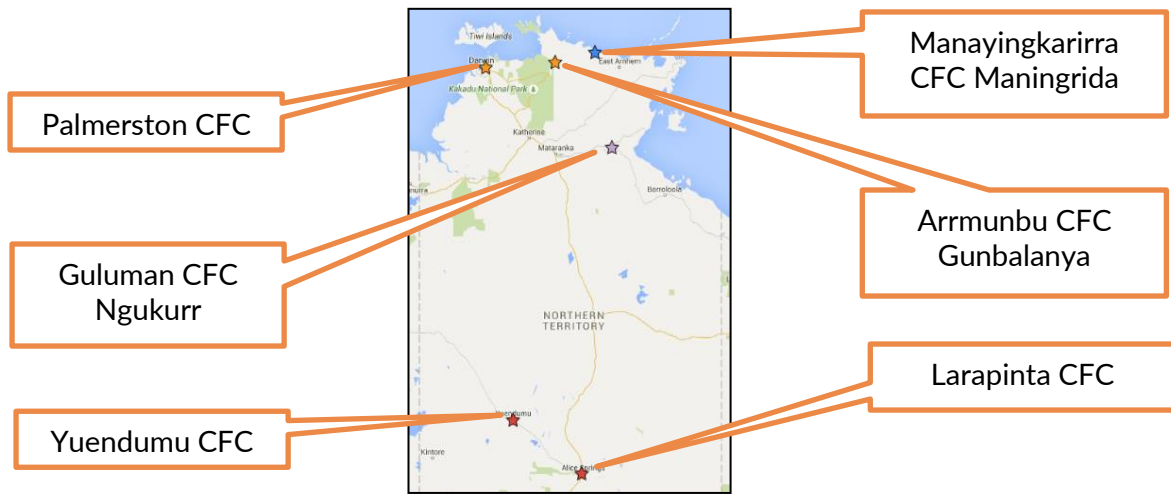 Manayingkarirra
CFC Maningrida
Palmerston CFC
Arrmunbu CFC
Gunbalanya
Guluman CFC
Ngukurr
Larapinta CFC
Yuendumu CFC
Tiwi Islands
Darwin
East Arnhem
Kakadu National Park
Katherine
Mataranka
Borroloola
NORTHERN
TERRITORY
Yuendumu
Kintore
Alice Springs